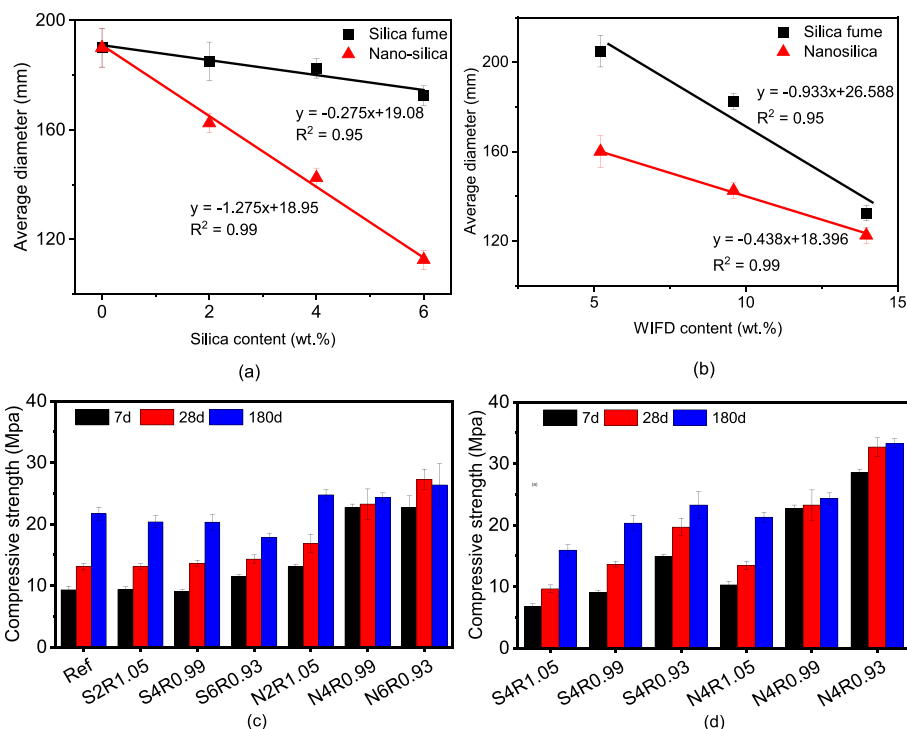 200
160
120
Average diameter (mm)
Silica fume
Nano-silica
y = -0.275x+19.08
R² = 0.95
y = -1.275x+18.95
R² = 0.99
0 2 4 6
Silica content (wt.%)
(a)
200
160
120
Average diameter (mm)
Silica fume
Nanosilica
y = -0.933x+26.588
R² = 0.95
y = -0.438x+18.396
R² = 0.99
5 10 15
WIFD content (wt.%)
(b)
40
30
20
10
0
Compressive strength (Mpa)
7d 28d 180d
Ref S2R1.05 S4R0.99 S6R0.93 N2R1.05 N4R0.99 N6R0.93
(c)
40
30
20
10
0
Compressive strength (Mpa)
7d 28d 180d
S4R1.05 S4R0.99 S4R0.93 N4R1.05 N4R0.99 N4R0.93
(d)